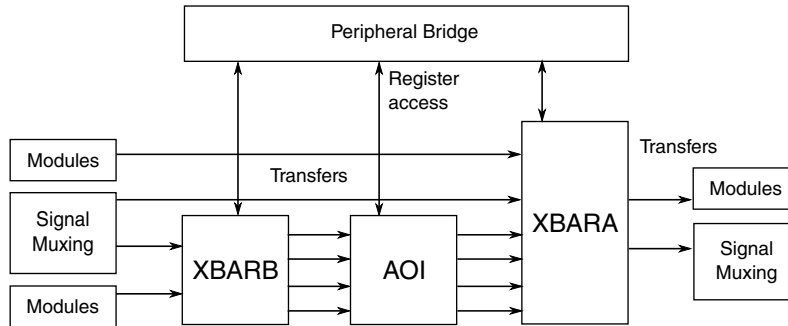 Peripheral Bridge
Register
access
Modules
Transfers
Transfers
Modules
Signal
Muxing
XBARA
XBARB
AOI
Signal
Muxing
Modules